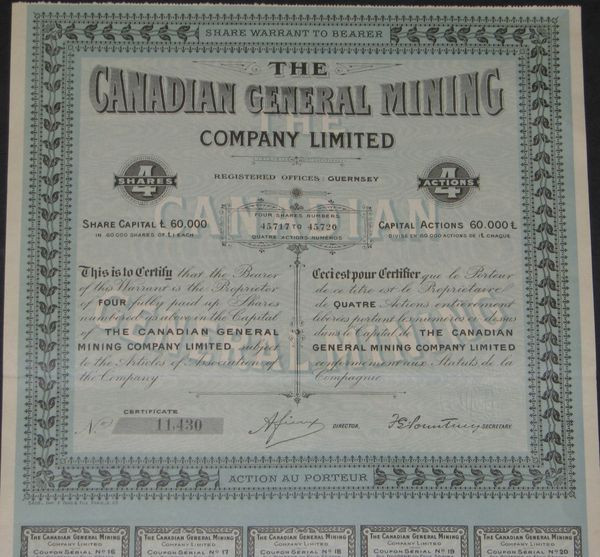 SHARE WARRANT TO BEARER
THE
CANADIAN GENERAL MINING
COMPANY LIMITED
REGISTERED OFFICES: GUERNSEY
4 SHARES
4 ACTIONS
SHARE CAPITAL £ 60,000
IN 60,000 SHARES OF £1 EACH
FOUR SHARES NUMBERS
45717 TO 45720
QUATRE ACTIONS NUMÉROS
CAPITAL ACTIONS 60.000 £
DIVISÉ EN 60,000 ACTIONS DE £1 CHAQUE
This is to Certify that the Bearer
of this Warrant is the Proprietor
of FOUR fully paid up Shares
numbered as above in the Capital
of THE CANADIAN GENERAL
MINING COMPANY LIMITED subject
to the Articles of Association of
the Company
Ceci est pour Certifier que le Porteur
de ce titre est le Propriétaire
de QUATRE Actions entièrement
libérées portant les numéros ci-dessus
dans le Capital de THE CANADIAN
GENERAL MINING COMPANY LIMITED
conformément aux Statuts de la
Compagnie
CERTIFICATE
No 11.430
DIRECTOR,
SECRETARY.
ACTION AU PORTEUR
THE CANADIAN GENERAL MINING
COMPANY LIMITED
COUPON SERIAL No 16
THE CANADIAN GENERAL MINING
COMPANY LIMITED
COUPON SERIAL No 17
THE CANADIAN GENERAL MINING
COMPANY LIMITED
COUPON SERIAL No 18
THE CANADIAN GENERAL MINING
COMPANY LIMITED
COUPON SERIAL No 19
THE CANADIAN GENERAL MINING
COMPANY LIMITED
COUPON SERIAL No 20